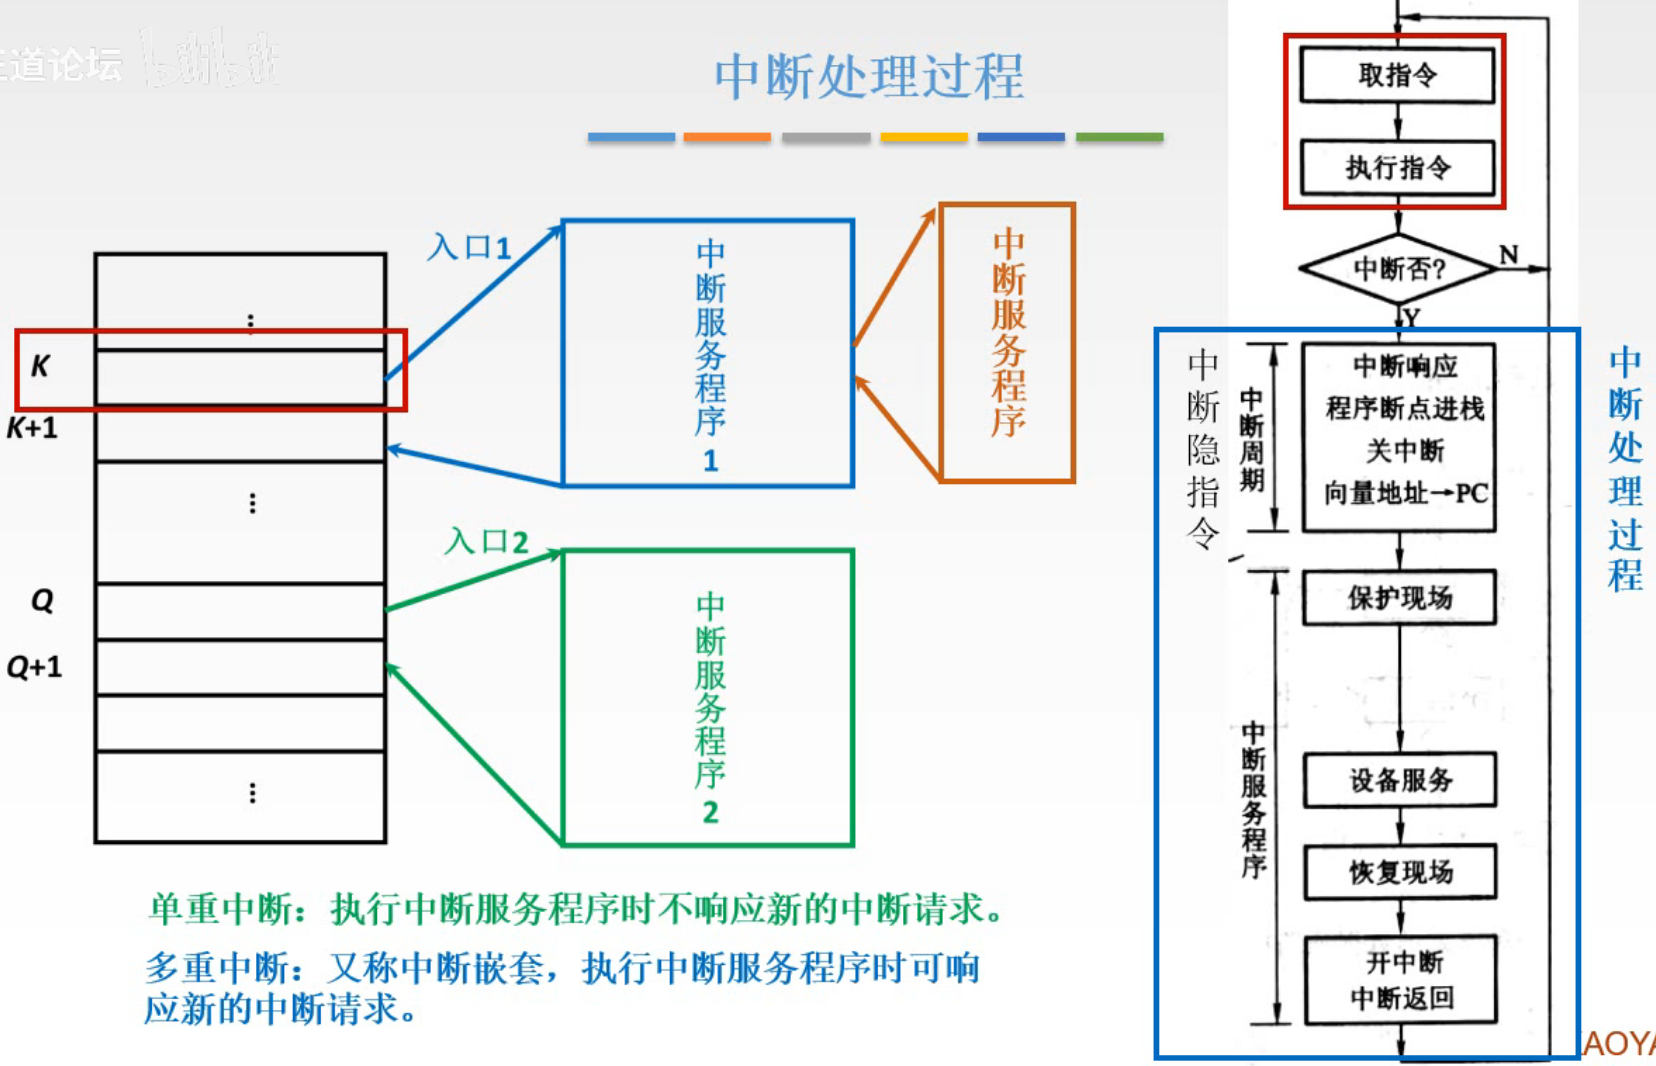 道论坛
bilibili
中断处理过程
K
K+1
Q
Q+1
入口1
中断服务程序1
中断服务程序
入口2
中断服务程序2
单重中断：执行中断服务程序时不响应新的中断请求。
多重中断：又称中断嵌套，执行中断服务程序时可响
应新的中断请求。
取指令
执行指令
中断否?
N
Y
中断隐指令
中断周期
中断响应
程序断点进栈
关中断
向量地址→PC
中断处理过程
中断服务程序
保护现场
设备服务
恢复现场
开中断
中断返回